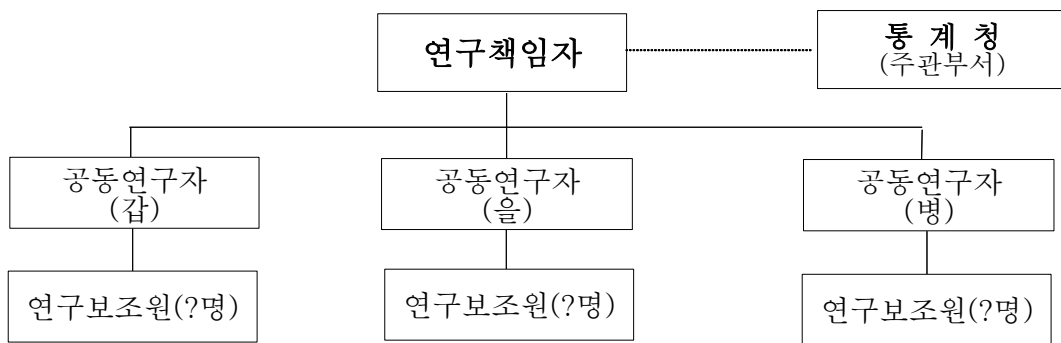 연구책임자
통 계 청
(주관부서)
공동연구자
(갑)
공동연구자
(을)
공동연구자
(병)
연구보조원(?명)
연구보조원(?명)
연구보조원(?명)